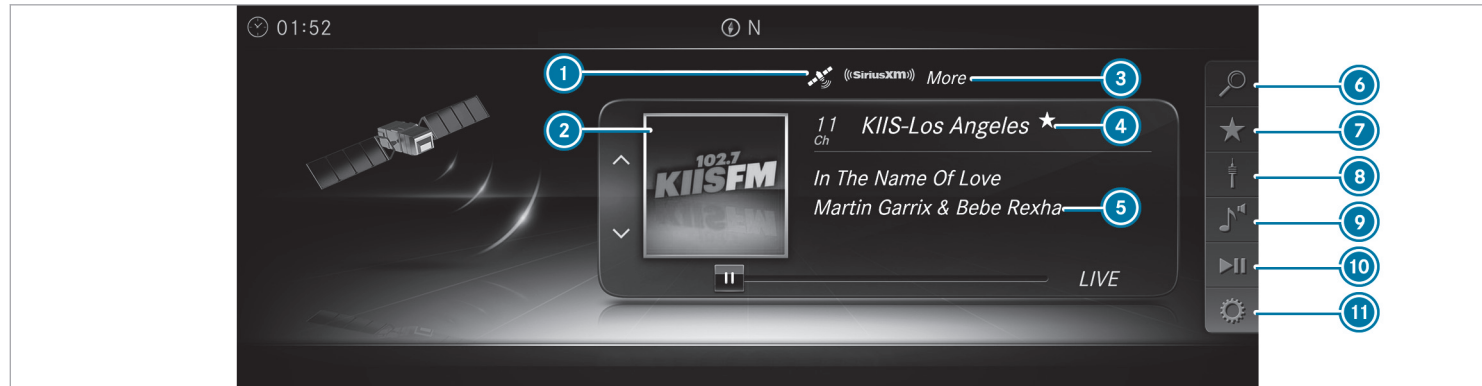 01:52
N
1
((SiriusXM))
More
3
6
2
102.7
KIISFM
11
Ch
KIIS-Los Angeles
4
7
In The Name Of Love
8
Martin Garrix & Bebe Rexha
5
9
LIVE
10
11